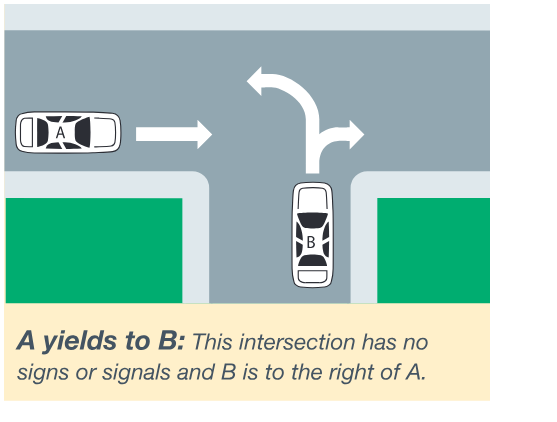 A
B
A yields to B: This intersection has no
signs or signals and B is to the right of A.